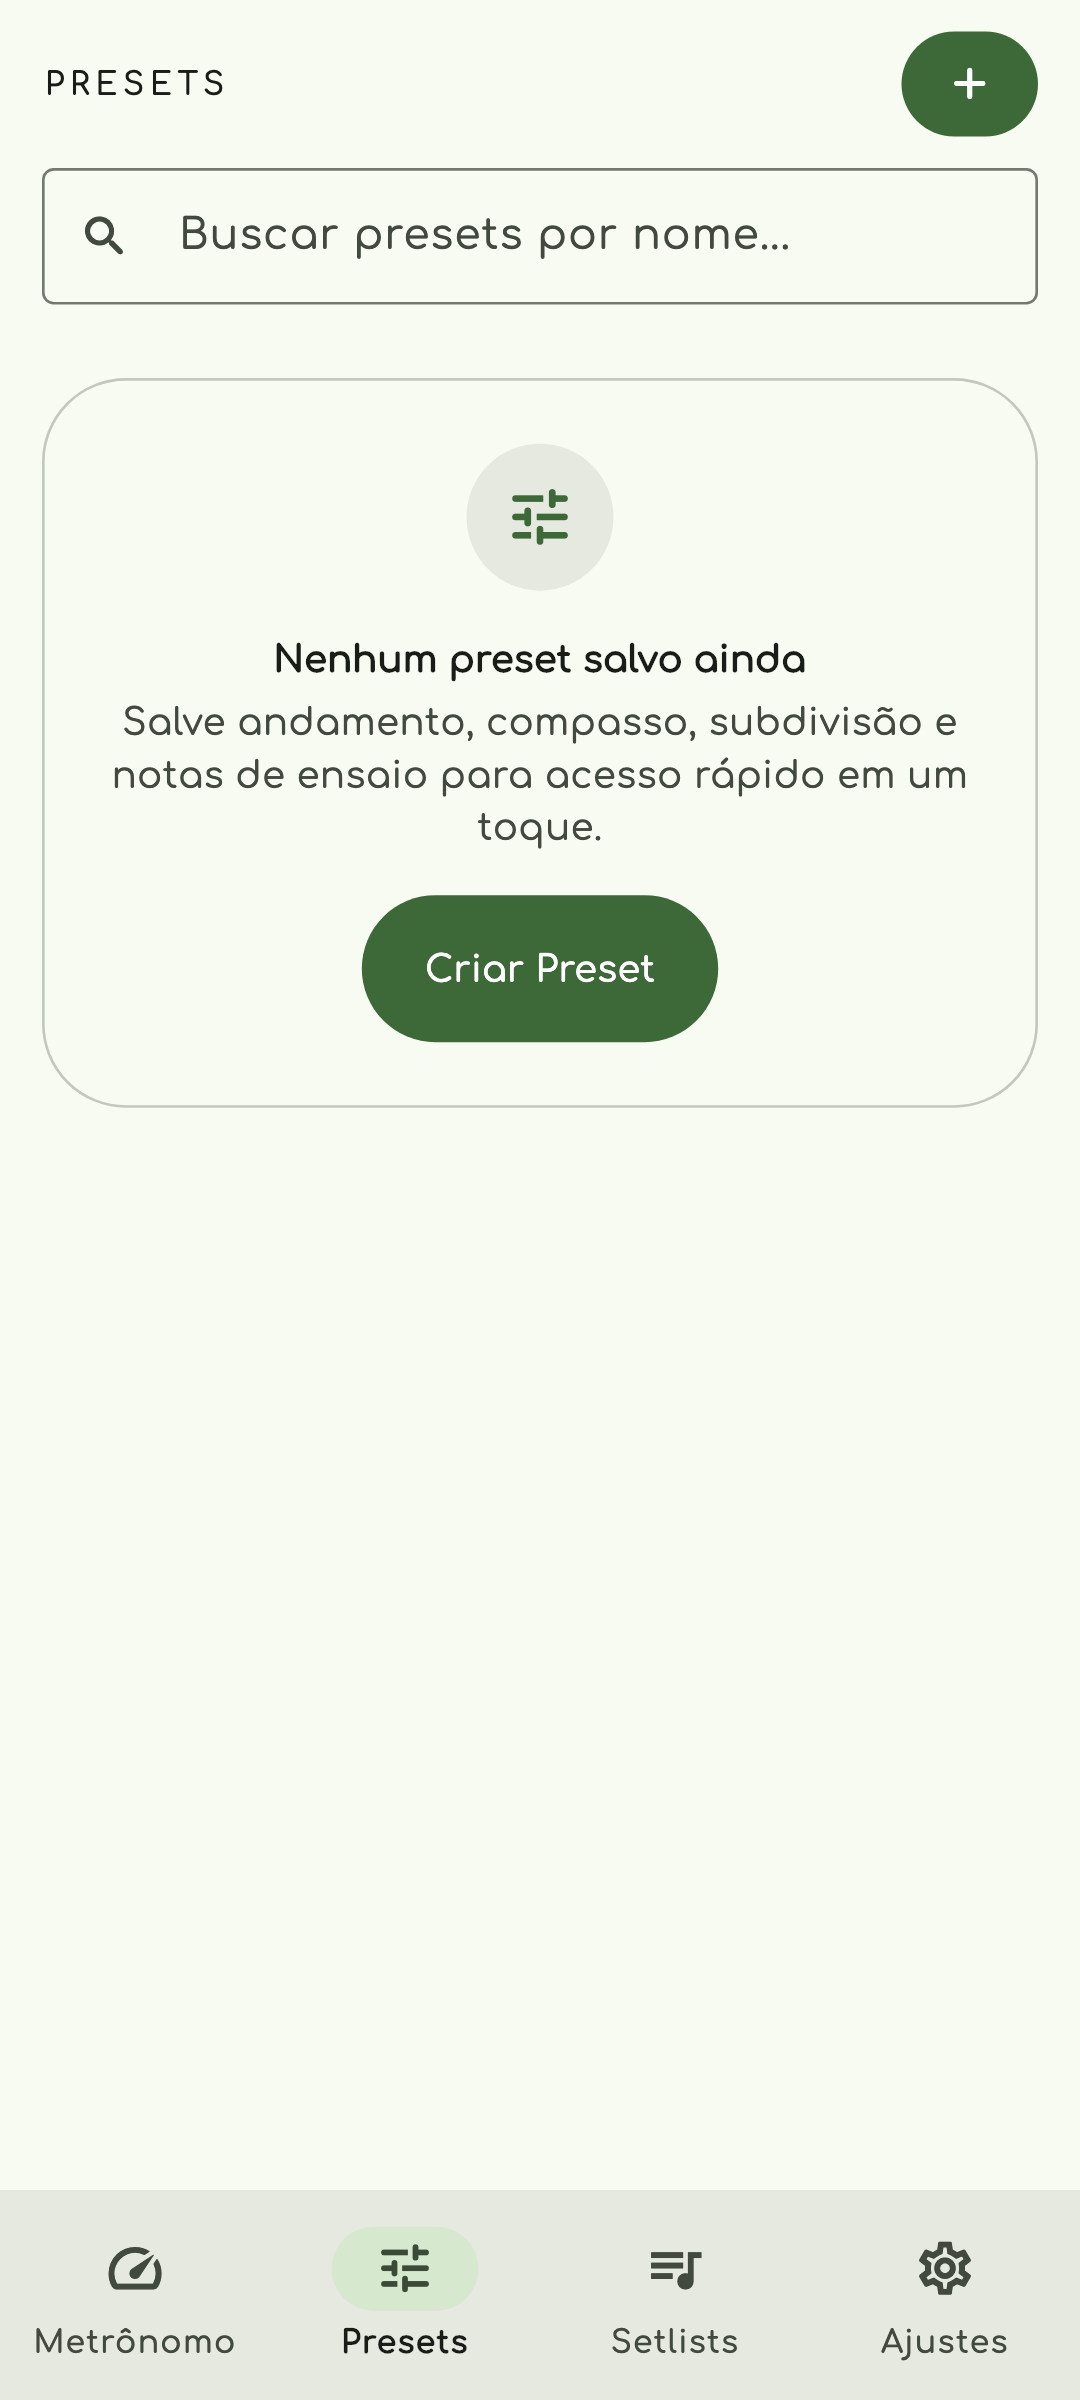 PRESETS
Buscar presets por nome...
Nenhum preset salvo ainda
Salve andamento, compasso, subdivisão e
notas de ensaio para acesso rápido em um
toque.
Criar Preset
Metrônomo
Presets
Setlists
Ajustes